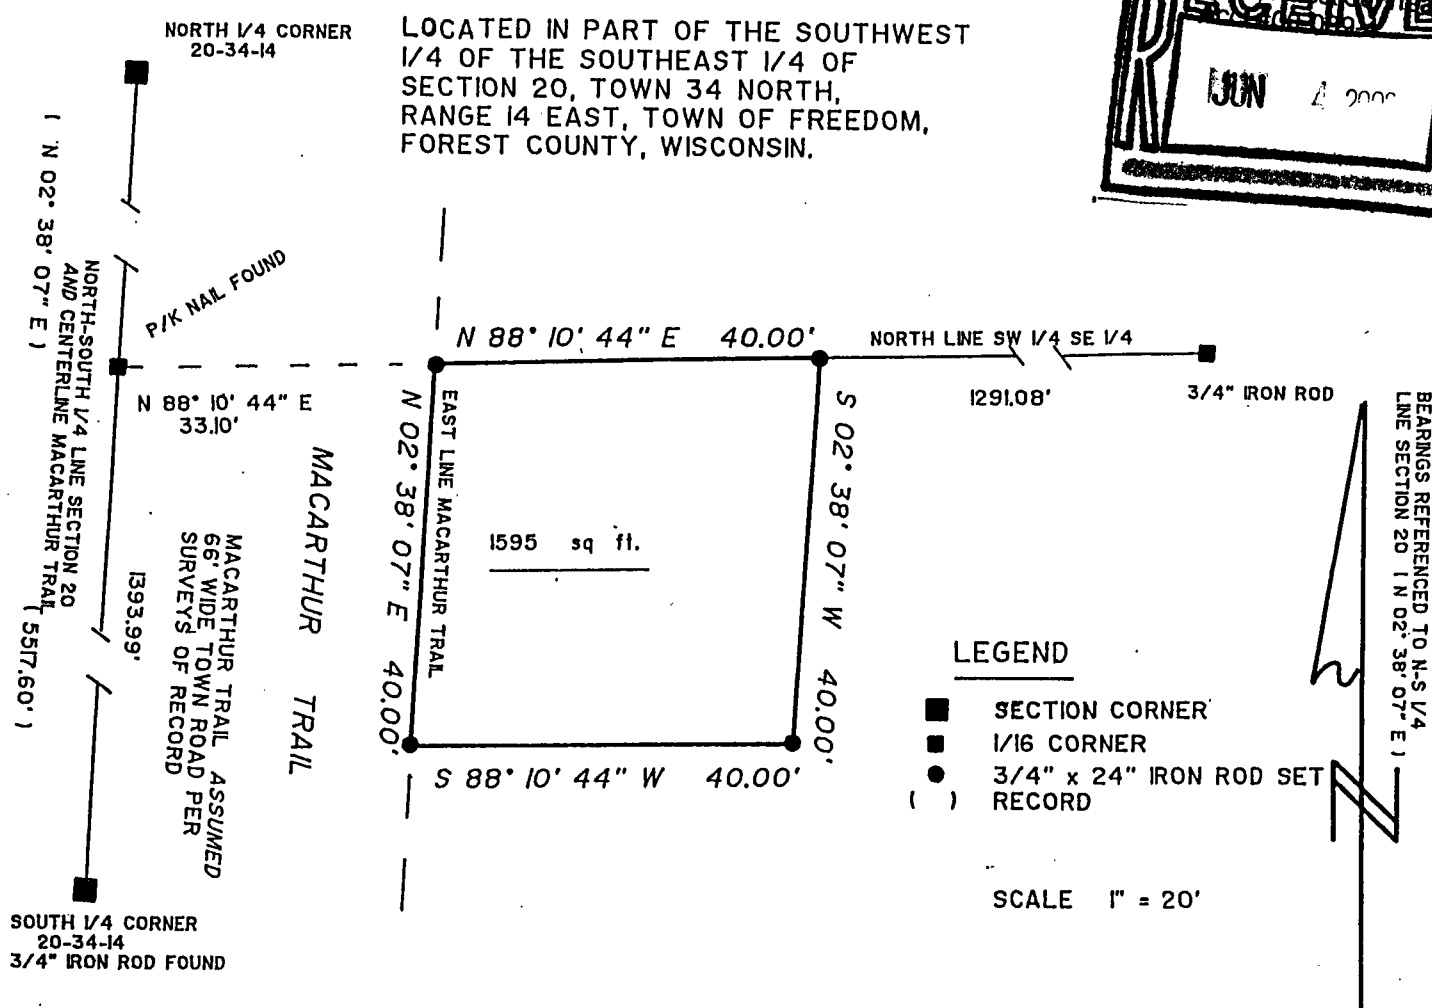 NORTH 1/4 CORNER
20-34-14
LOCATED IN PART OF THE SOUTHWEST
1/4 OF THE SOUTHEAST 1/4 OF
SECTION 20, TOWN 34 NORTH,
RANGE 14 EAST, TOWN OF FREEDOM,
FOREST COUNTY, WISCONSIN.
JUN 4
( N 02° 38' 07" E )
NORTH-SOUTH 1/4 LINE SECTION 20
AND CENTERLINE MACARTHUR TRAIL
( 5517.60' )
P/K NAIL FOUND
N 88° 10' 44" E
33.10'
1393.99'
MACARTHUR TRAIL ASSUMED
66' WIDE TOWN ROAD PER
SURVEYS OF RECORD
MACARTHUR TRAIL
N 88° 10' 44" E 40.00'
N 02° 38' 07" E 40.00'
EAST LINE MACARTHUR TRAIL
1595 sq ft.
S 02° 38' 07" W 40.00'
S 88° 10' 44" W 40.00'
NORTH LINE SW 1/4 SE 1/4
1291.08'
3/4" IRON ROD
BEARINGS REFERENCED TO N-S 1/4
LINE SECTION 20 ( N 02° 38' 07" E )
LEGEND
SECTION CORNER
1/16 CORNER
3/4" x 24" IRON ROD SET
( ) RECORD
N
SCALE 1" = 20'
SOUTH 1/4 CORNER
20-34-14
3/4" IRON ROD FOUND